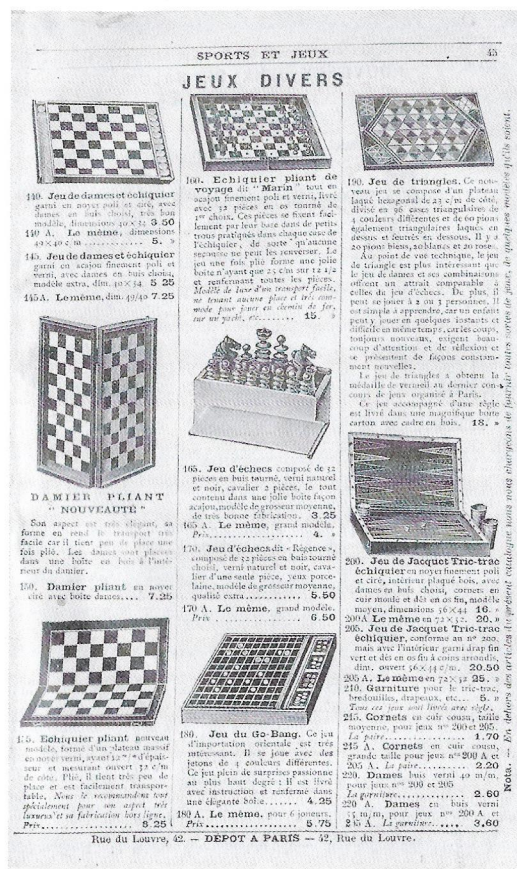 SPORTS ET JEUX
45
JEUX DIVERS
140. Jeu de dames et échiquier
garni en noyer poli et ciré, avec
dames en buis choisi, très bon
modèle, dimensions 40×34 3 50
140 A. Le même, dimensions
40×40 c/m 5. »
145. Jeu de dames et échiquier
garni en acajou finement poli et
verni, avec dames en buis choisi,
modèle extra, dim. 40×34. 5 25
145A. Le même, dim. 40/40 7.25
DAMIER PLIANT
"NOUVEAUTÉ"
Son aspect est très élégant, sa
forme en rend le transport très
facile car il tient peu de place une
fois plié. Les dames sont placées
dans une boîte en bois à l'inté-
rieur du damier.
150. Damier pliant en noyer
ciré avec boîte dames.... 7.25
155. Echiquier pliant nouveau
modèle, formé d'un plateau massif
en noyer verni, ayant 12 d'épais-
seur et mesurant ouvert 32 c/m
de côté. Plié, il tient très peu de
place et est facilement transpor-
table. Nous le recommandons tout
spécialement pour son aspect très
luxueux et sa fabrication hors ligne.
Prix........ 8.25
160. Echiquier pliant de
voyage dit "Marin" tout en
acajou finement poli et verni, livré
avec 32 pièces en os tourné de
1er choix. Ces pièces se fixent facile-
ment par leur base dans de petits
trous pratiqués dans chaque case de
l'échiquier, de sorte qu'aucune
secousse ne peut les renverser. Le
jeu une fois plié forme une jolie
boîte n'ayant que 25 c/m sur 12 1/2
et renfermant toutes les pièces.
Modèle de luxe d'un transport facile,
ne tenant aucune place et très com-
mode pour jouer en chemin de fer,
sur un yacht, etc........ 15. »
165. Jeu d'échecs composé de 32
pièces en buis tourné, verni naturel
et noir, cavalier 2 pièces, le tout
contenu dans une jolie boîte façon
acajou, modèle de grosseur moyenne,
de très bonne fabrication. 3.25
165 A. Le même, grand modèle.
Prix............ 4. »
170. Jeu d'échecs dit « Régence »,
composé de 32 pièces en buis tourné
choisi, verni naturel et noir, caval-
lier d'une seule pièce, yeux porce-
laine, modèle de grosseur moyenne,
qualité extra........ 5.50
170 A. Le même, grand modèle.
Prix............ 6.50
180. Jeu du Go-Bang. Ce jeu
d'importation orientale est très
intéressant. Il se joue avec des
jetons de 4 couleurs différentes.
Ce jeu plein de surprises passionne
au plus haut degré : Il est livré
avec instruction et renfermé dans
une élégante boîte...... 4.25
180 A. Le même, pour 6 joueurs.
Prix............ 5.75
190. Jeu de triangles. Ce nou-
veau jeu se compose d'un plateau
laqué hexagonal de 23 c/m de côté,
divisé en 96 cases triangulaires de
4 couleurs différentes et de 60 pions
également triangulaires laqués en
dessus et feutrés en dessous. Il y a
20 pions bleus, 20 blancs et 20 roses.
Au point de vue technique, le jeu
de triangle est plus intéressant que
le jeu de dames et ses combinaisons
offrent un attrait comparable à
celles du jeu d'échecs. De plus, il
peut se jouer à 2 ou 3 personnes. Il
est simple à apprendre, car un enfant
peut y jouer en quelques instants et
difficile en même temps, car les coups,
toujours nouveaux, exigent beau-
coup d'attention et de réflexion et
se présentent de façons constam-
ment nouvelles.
Le jeu de triangles a obtenu la
médaille de vermeil au dernier con-
cours de jeux organisé à Paris.
Ce jeu accompagné d'une règle
est livré dans une magnifique boîte
carton avec cadre en bois. 18. »
200. Jeu de Jacquet Tric-trac
échiquier en noyer finement poli
et ciré, intérieur plaqué bois, avec
dames en buis choisi, cornets en
cuir moulé et dés en os fin, modèle
moyen, dimensions 56×44 16. »
200A Le même en 72×52. 20. »
205. Jeu de Jacquet Tric-trac
échiquier, conforme au n° 200,
mais avec l'intérieur garni drap fin
vert et dés en os fin à coins arrondis,
dim. ouvert 56×44 c/m. 20.50
205 A. Le même en 72×52 25. »
210. Garniture pour le tric-trac,
bredouilles, drapeaux, etc... 5. »
Tous ces jeux sont livrés avec règles.
215. Cornets en cuir cousu, taille
moyenne, pour jeux nos 200 et 205.
La paire............ 1.70
215 A. Cornets en cuir cousu,
grande taille pour jeux nos 200 A et
205 A. La paire........ 2.20
220. Dames buis verni 40 m/m,
pour jeux nos 200 et 205
La garniture........ 2.60
220 A. Dames en buis verni
35 m/m, pour jeux nos 200 A et
205 A. La garniture.... 3.60
Nota. — En dehors des articles du présent catalogue nous nous chargeons de fournir toutes sortes de jeux, de quelques manières qu'ils soient.
Rue du Louvre, 42. — DÉPOT A PARIS — 42, Rue du Louvre.